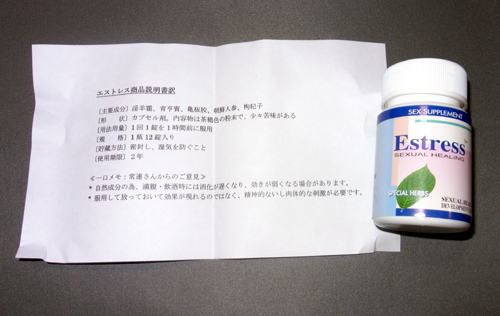 エストレス商品説明書訳
［主要成分］淫羊霍、青亨賓、亀板胶、朝鮮人参、枸杞子
［形　　状］カプセル剤、内容物は茶褐色の粉末で、少々苦味がある
［用法用量］1回1錠を1時間前に服用
［規　　格］1瓶12錠入り
［貯蔵方法］密封し、湿気を防ぐこと
［使用期限］2年
≪一口メモ：常連さんからのご意見≫
* 自然成分の為、満腹・飲酒時には消化が遅くなり、効きが弱くなる場合があります。
* 服用して放っておいて効果が現れるのではなく、精神的ないし肉体的な刺激が必要です。
SEX SUPPLEMENT
Estress
SEXUAL HEALING
SPECIAL HERBS
SEXUAL